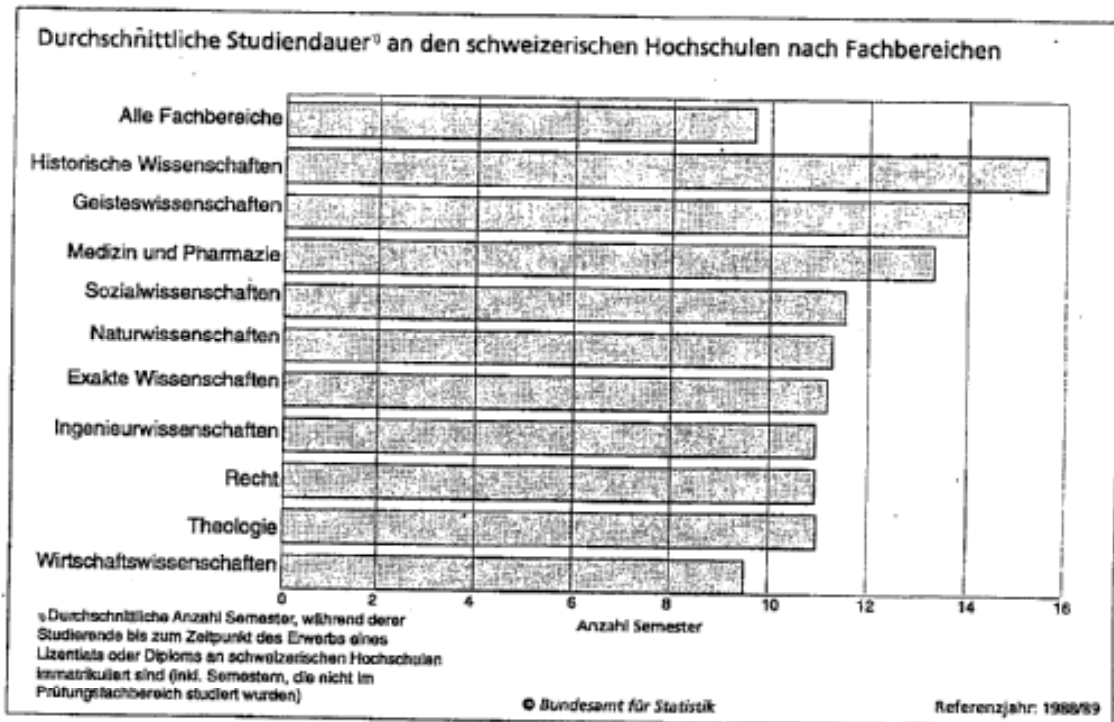 Durchschnittliche Studiendauer¹⁾ an den schweizerischen Hochschulen nach Fachbereichen
Alle Fachbereiche
Historische Wissenschaften
Geisteswissenschaften
Medizin und Pharmazie
Sozialwissenschaften
Naturwissenschaften
Exakte Wissenschaften
Ingenieurwissenschaften
Recht
Theologie
Wirtschaftswissenschaften
0 2 4 6 8 10 12 14 16
Anzahl Semester
¹⁾Durchschnittliche Anzahl Semester, während derer
Studierende bis zum Zeitpunkt des Erwerbs eines
Lizentiats oder Diploms an schweizerischen Hochschulen
immatrikuliert sind (inkl. Semestern, die nicht im
Prüfungsfachbereich studiert wurden)
© Bundesamt für Statistik
Referenzjahr: 1988/89